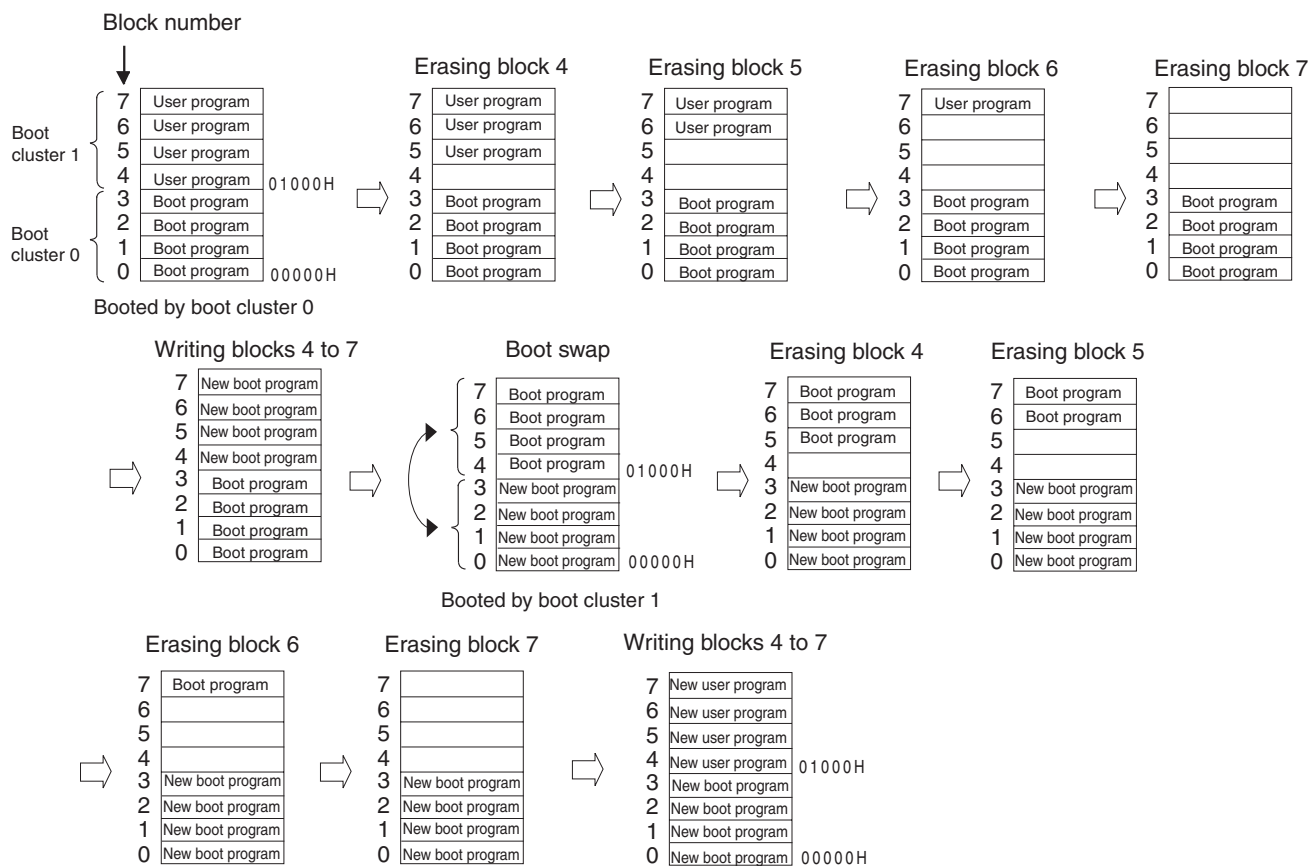 Block number
Erasing block 4
Erasing block 5
Erasing block 6
Erasing block 7
Boot
cluster 1
Boot
cluster 0
7 User program
6 User program
5 User program
4 User program 01000H
3 Boot program
2 Boot program
1 Boot program
0 Boot program 00000H
Booted by boot cluster 0
7 User program
6 User program
5 User program
4
3 Boot program
2 Boot program
1 Boot program
0 Boot program
7 User program
6 User program
5
4
3 Boot program
2 Boot program
1 Boot program
0 Boot program
7 User program
6
5
4
3 Boot program
2 Boot program
1 Boot program
0 Boot program
7
6
5
4
3 Boot program
2 Boot program
1 Boot program
0 Boot program
Writing blocks 4 to 7
7 New boot program
6 New boot program
5 New boot program
4 New boot program
3 Boot program
2 Boot program
1 Boot program
0 Boot program
Boot swap
7 Boot program
6 Boot program
5 Boot program
4 Boot program 01000H
3 New boot program
2 New boot program
1 New boot program
0 New boot program 00000H
Booted by boot cluster 1
Erasing block 4
7 Boot program
6 Boot program
5 Boot program
4
3 New boot program
2 New boot program
1 New boot program
0 New boot program
Erasing block 5
7 Boot program
6 Boot program
5
4
3 New boot program
2 New boot program
1 New boot program
0 New boot program
Erasing block 6
7 Boot program
6
5
4
3 New boot program
2 New boot program
1 New boot program
0 New boot program
Erasing block 7
7
6
5
4
3 New boot program
2 New boot program
1 New boot program
0 New boot program
Writing blocks 4 to 7
7 New user program
6 New user program
5 New user program
4 New user program 01000H
3 New boot program
2 New boot program
1 New boot program
0 New boot program 00000H